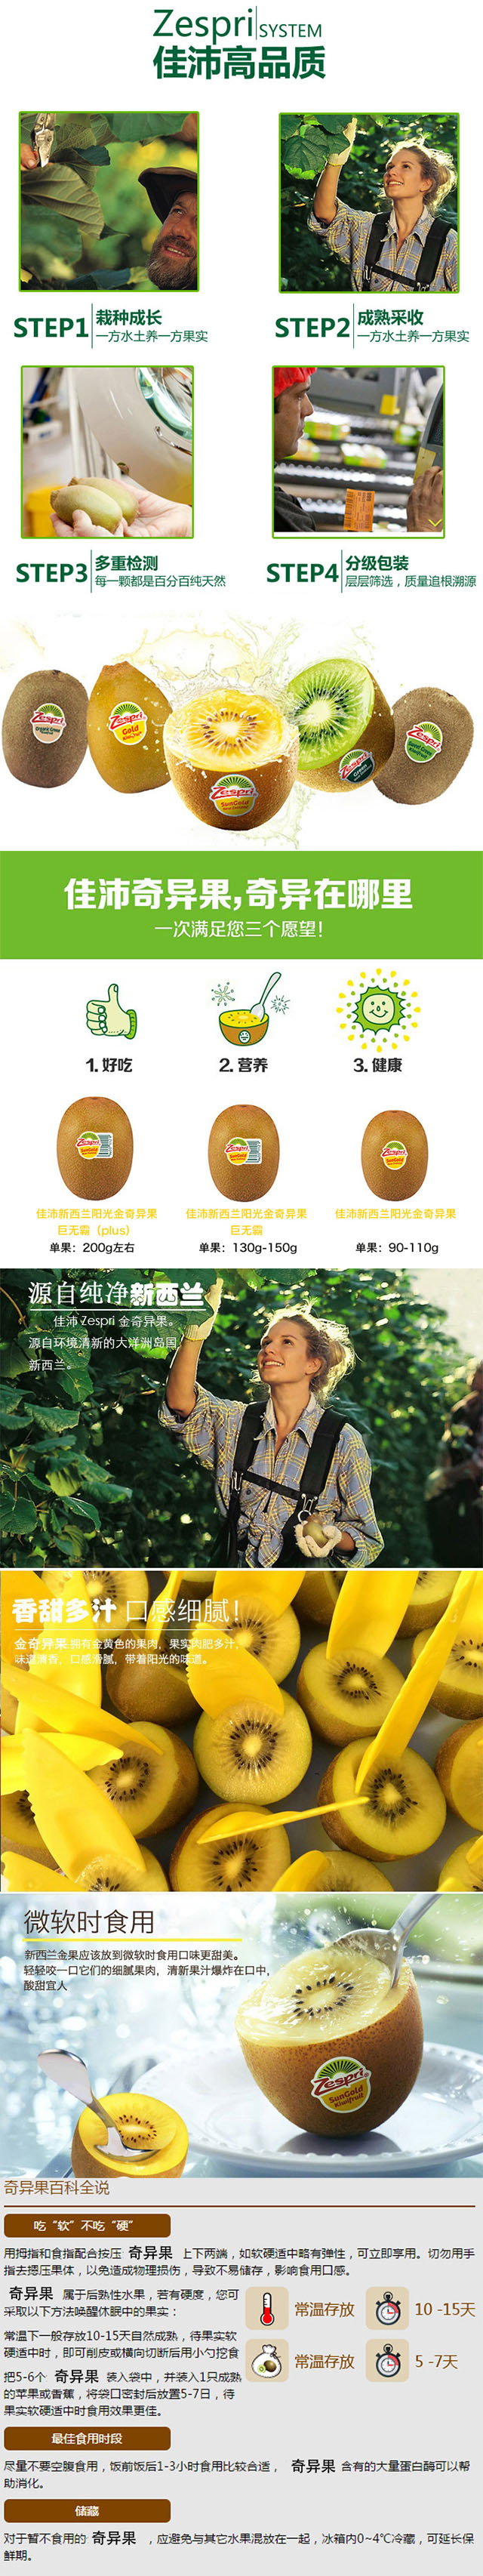 Zespri SYSTEM
佳沛高品质
STEP1 栽种成长
一方水土养一方果实
STEP2 成熟采收
一方水土养一方果实
STEP3 多重检测
每一颗都是百分百纯天然
STEP4 分级包装
层层筛选，质量追根溯源
Zespri
Organic Green
Zespri
Gold
Zespri
SunGold
Zespri
Green
Zespri
佳沛奇异果,奇异在哪里
一次满足您三个愿望!
1. 好吃
2. 营养
3. 健康
Zespri
SunGold
Zespri
SunGold
Zespri
SunGold
佳沛新西兰阳光金奇异果
巨无霸（plus）
单果：200g左右
佳沛新西兰阳光金奇异果
巨无霸
单果：130g-150g
佳沛新西兰阳光金奇异果
单果：90-110g
源自纯净新西兰
佳沛Zespri 金奇异果。
源自环境清新的大洋洲岛国
新西兰。
香甜多汁 口感细腻!
金奇异果 拥有金黄色的果肉，果实肉肥多汁，
味道清香，口感滑腻，带着阳光的味道。
微软时食用
新西兰金果应该放到微软时食用口味更甜美。
轻轻咬一口它们的细腻果肉，清新果汁爆炸在口中，
酸甜宜人
Zespri
SunGold
Kiwifruit
奇异果百科全说
吃“软”不吃“硬”
用拇指和食指配合按压 奇异果 上下两端，如软硬适中略有弹性，可立即享用。切勿用手
指去摁压果体，以免造成物理损伤，导致不易储存，影响食用口感。
奇异果 属于后熟性水果，若有硬度，您可
采取以下方法唤醒休眠中的果实：
常温下一般存放10-15天自然成熟，待果实软
硬适中时，即可削皮或横向切断后用小勺挖食
把5-6个 奇异果 装入袋中，并装入1只成熟
的苹果或香蕉，将袋口密封后放置5-7日，待
果实软硬适中时食用效果更佳。
常温存放 10 -15天
常温存放 5 -7天
最佳食用时段
尽量不要空腹食用，饭前饭后1-3小时食用比较合适， 奇异果 含有的大量蛋白酶可以帮
助消化。
储藏
对于暂不食用的 奇异果 ，应避免与其它水果混放在一起，冰箱内0~4℃冷藏，可延长保
鲜期。